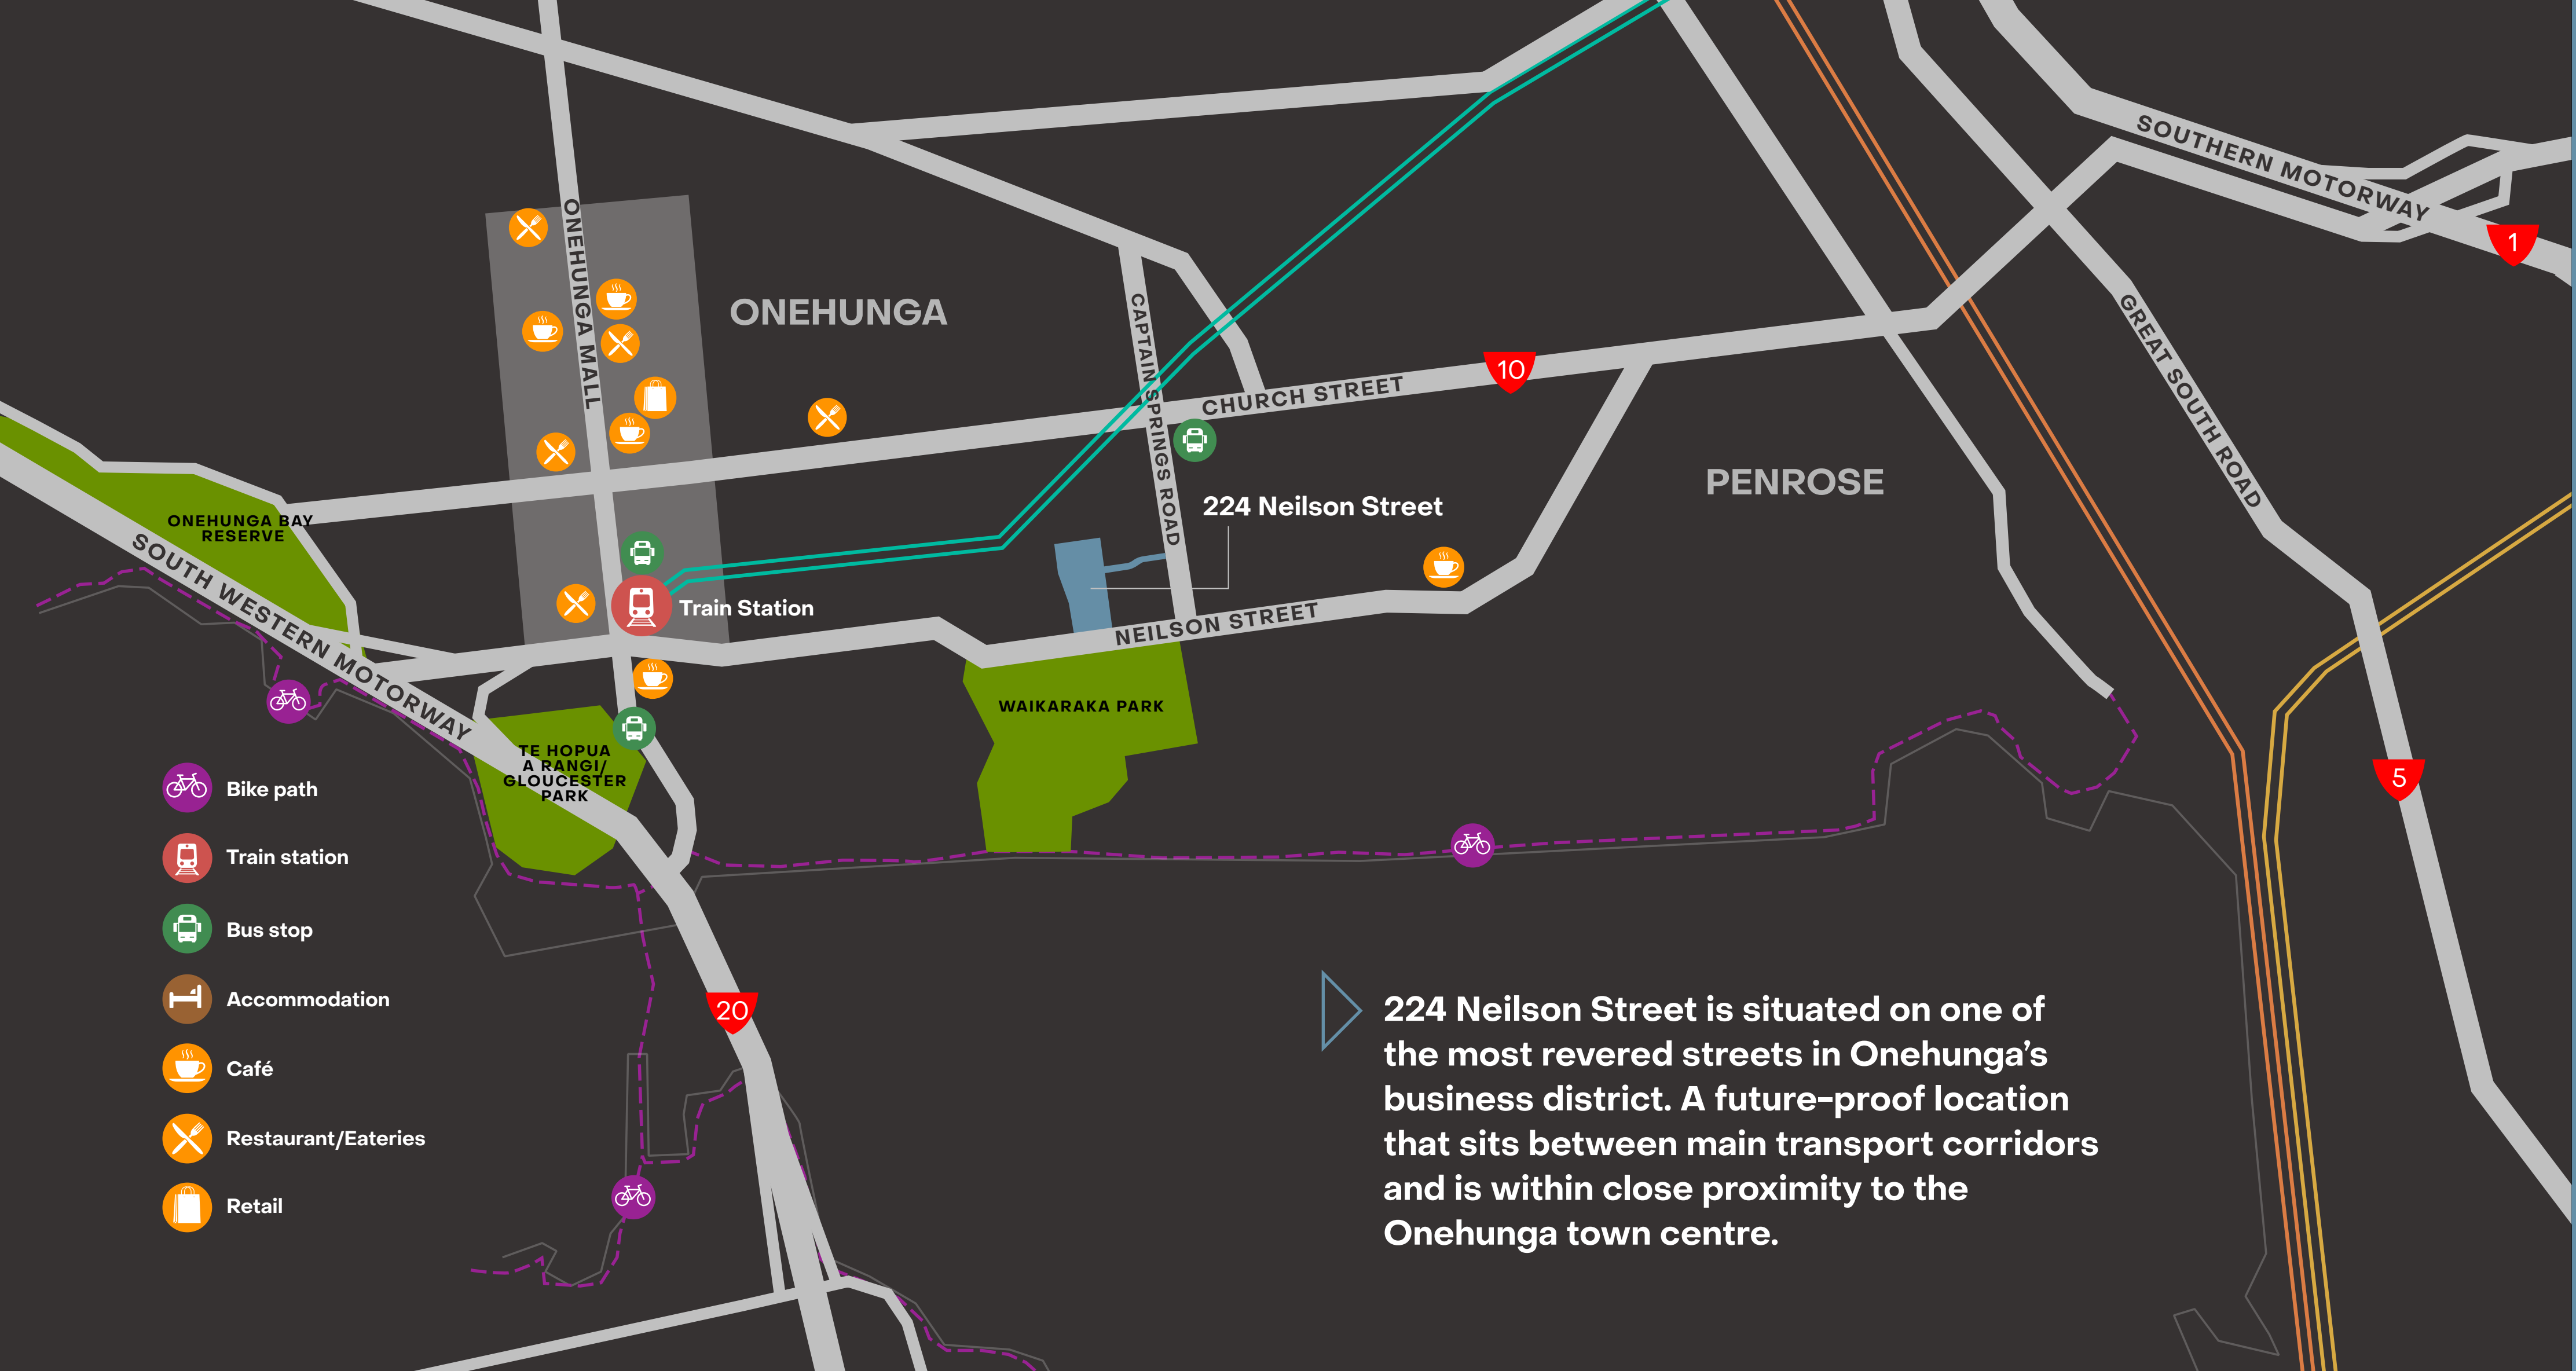 SOUTHERN MOTORWAY
1
ONEHUNGA MALL
ONEHUNGA
CAPTAIN SPRINGS ROAD
CHURCH STREET
10
GREAT SOUTH ROAD
PENROSE
224 Neilson Street
ONEHUNGA BAY
RESERVE
SOUTH WESTERN MOTORWAY
Train Station
NEILSON STREET
WAIKARAKA PARK
TE HOPUA
A RANGI/
GLOUCESTER
PARK
5
20
Bike path
Train station
Bus stop
Accommodation
Café
Restaurant/Eateries
Retail
224 Neilson Street is situated on one of
the most revered streets in Onehunga’s
business district. A future–proof location
that sits between main transport corridors
and is within close proximity to the
Onehunga town centre.